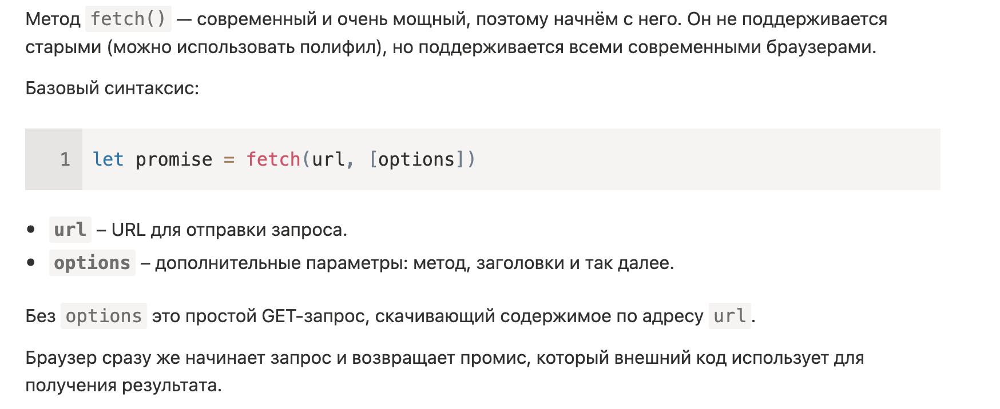 Метод fetch() — современный и очень мощный, поэтому начнём с него. Он не поддерживается
старыми (можно использовать полифил), но поддерживается всеми современными браузерами.
Базовый синтаксис:
1 let promise = fetch(url, [options])
• url – URL для отправки запроса.
• options – дополнительные параметры: метод, заголовки и так далее.
Без options это простой GET-запрос, скачивающий содержимое по адресу url.
Браузер сразу же начинает запрос и возвращает промис, который внешний код использует для
получения результата.